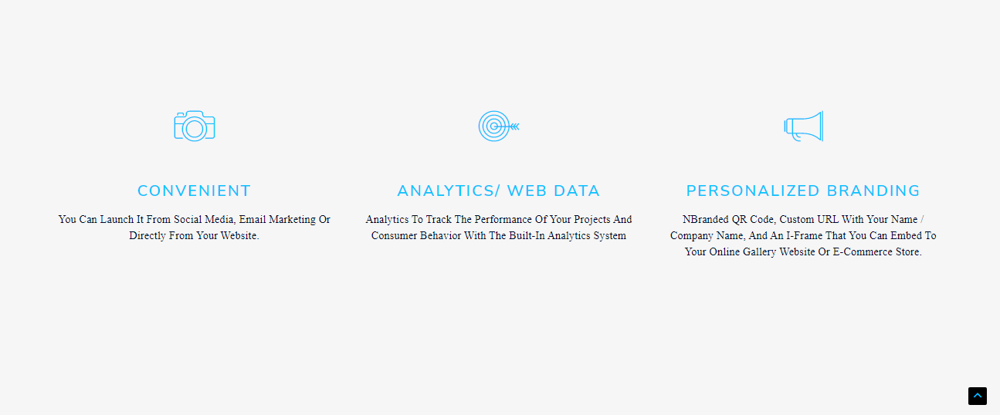 CONVENIENT
You Can Launch It From Social Media, Email Marketing Or
Directly From Your Website.
ANALYTICS/ WEB DATA
Analytics To Track The Performance Of Your Projects And
Consumer Behavior With The Built-In Analytics System
PERSONALIZED BRANDING
NBranded QR Code, Custom URL With Your Name /
Company Name, And An I-Frame That You Can Embed To
Your Online Gallery Website Or E-Commerce Store.